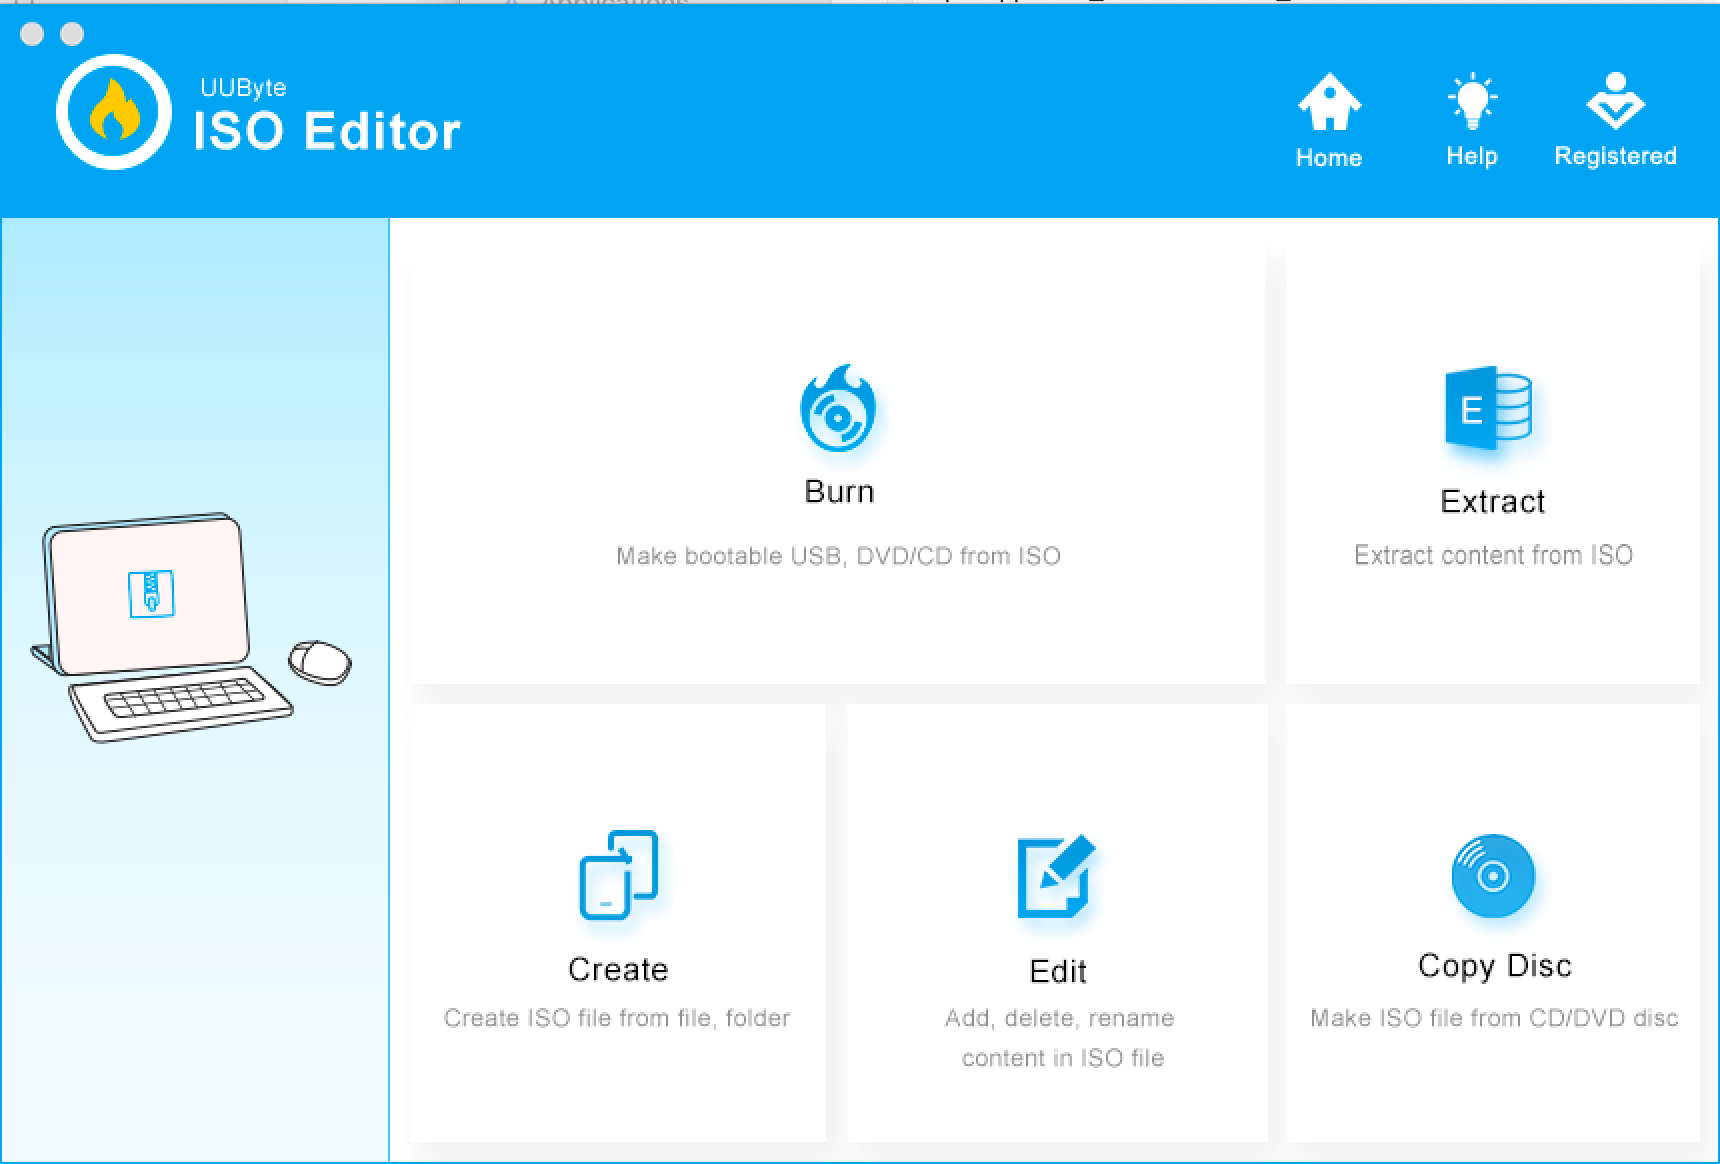 UUByte
ISO Editor
Home
Help
Registered
Burn
Make bootable USB, DVD/CD from ISO
E
Extract
Extract content from ISO
Create
Create ISO file from file, folder
Edit
Add, delete, rename
content in ISO file
Copy Disc
Make ISO file from CD/DVD disc